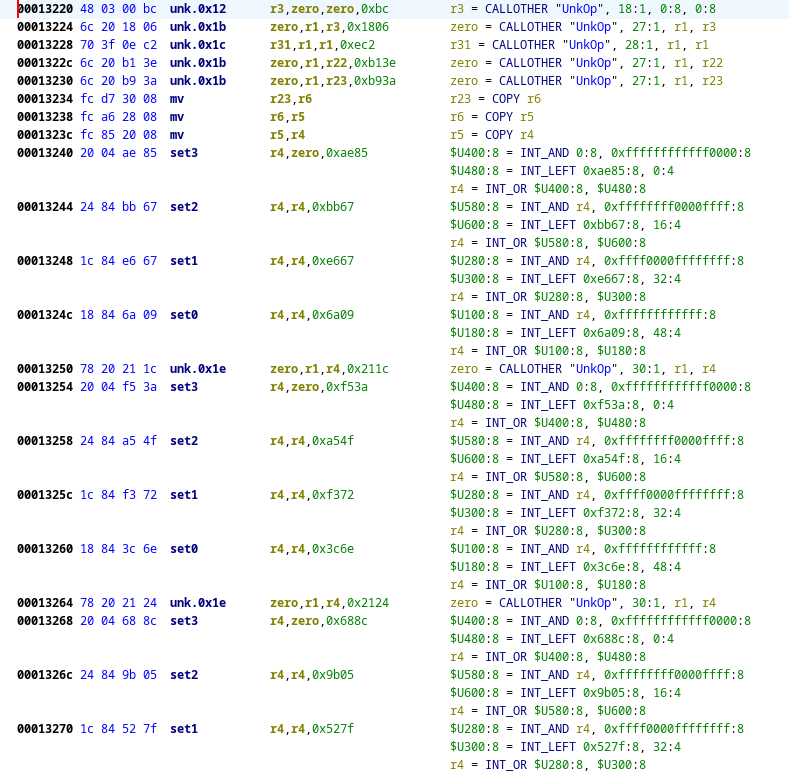 00013220 48 03 00 bc unk.0x12 r3,zero,zero,0xbc r3 = CALLOTHER "UnkOp", 18:1, 0:8, 0:8
00013224 6c 20 18 06 unk.0x1b zero,r1,r3,0x1806 zero = CALLOTHER "UnkOp", 27:1, r1, r3
00013228 70 3f 0e c2 unk.0x1c r31,r1,r1,0xec2 r31 = CALLOTHER "UnkOp", 28:1, r1, r1
0001322c 6c 20 b1 3e unk.0x1b zero,r1,r22,0xb13e zero = CALLOTHER "UnkOp", 27:1, r1, r22
00013230 6c 20 b9 3a unk.0x1b zero,r1,r23,0xb93a zero = CALLOTHER "UnkOp", 27:1, r1, r23
00013234 fc d7 30 08 mv r23,r6 r23 = COPY r6
00013238 fc a6 28 08 mv r6,r5 r6 = COPY r5
0001323c fc 85 20 08 mv r5,r4 r5 = COPY r4
00013240 20 04 ae 85 set3 r4,zero,0xae85 $U400:8 = INT_AND 0:8, 0xffffffffffff0000:8
$U480:8 = INT_LEFT 0xae85:8, 0:4
r4 = INT_OR $U400:8, $U480:8
00013244 24 84 bb 67 set2 r4,r4,0xbb67 $U580:8 = INT_AND r4, 0xffffffff0000ffff:8
$U600:8 = INT_LEFT 0xbb67:8, 16:4
r4 = INT_OR $U580:8, $U600:8
00013248 1c 84 e6 67 set1 r4,r4,0xe667 $U280:8 = INT_AND r4, 0xffff0000ffffffff:8
$U300:8 = INT_LEFT 0xe667:8, 32:4
r4 = INT_OR $U280:8, $U300:8
0001324c 18 84 6a 09 set0 r4,r4,0x6a09 $U100:8 = INT_AND r4, 0xffffffffffff:8
$U180:8 = INT_LEFT 0x6a09:8, 48:4
r4 = INT_OR $U100:8, $U180:8
00013250 78 20 21 1c unk.0x1e zero,r1,r4,0x211c zero = CALLOTHER "UnkOp", 30:1, r1, r4
00013254 20 04 f5 3a set3 r4,zero,0xf53a $U400:8 = INT_AND 0:8, 0xffffffffffff0000:8
$U480:8 = INT_LEFT 0xf53a:8, 0:4
r4 = INT_OR $U400:8, $U480:8
00013258 24 84 a5 4f set2 r4,r4,0xa54f $U580:8 = INT_AND r4, 0xffffffff0000ffff:8
$U600:8 = INT_LEFT 0xa54f:8, 16:4
r4 = INT_OR $U580:8, $U600:8
0001325c 1c 84 f3 72 set1 r4,r4,0xf372 $U280:8 = INT_AND r4, 0xffff0000ffffffff:8
$U300:8 = INT_LEFT 0xf372:8, 32:4
r4 = INT_OR $U280:8, $U300:8
00013260 18 84 3c 6e set0 r4,r4,0x3c6e $U100:8 = INT_AND r4, 0xffffffffffff:8
$U180:8 = INT_LEFT 0x3c6e:8, 48:4
r4 = INT_OR $U100:8, $U180:8
00013264 78 20 21 24 unk.0x1e zero,r1,r4,0x2124 zero = CALLOTHER "UnkOp", 30:1, r1, r4
00013268 20 04 68 8c set3 r4,zero,0x688c $U400:8 = INT_AND 0:8, 0xffffffffffff0000:8
$U480:8 = INT_LEFT 0x688c:8, 0:4
r4 = INT_OR $U400:8, $U480:8
0001326c 24 84 9b 05 set2 r4,r4,0x9b05 $U580:8 = INT_AND r4, 0xffffffff0000ffff:8
$U600:8 = INT_LEFT 0x9b05:8, 16:4
r4 = INT_OR $U580:8, $U600:8
00013270 1c 84 52 7f set1 r4,r4,0x527f $U280:8 = INT_AND r4, 0xffff0000ffffffff:8
$U300:8 = INT_LEFT 0x527f:8, 32:4
r4 = INT_OR $U280:8, $U300:8